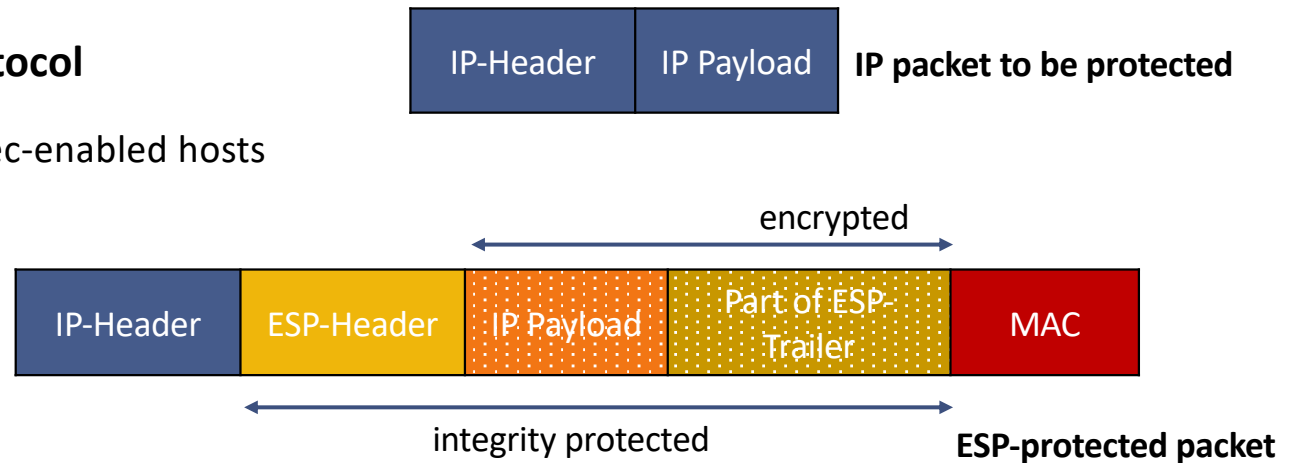 tocol
IP-Header IP Payload IP packet to be protected
ec-enabled hosts
encrypted
IP-Header ESP-Header IP Payload Part of ESP-
Trailer MAC
integrity protected
ESP-protected packet